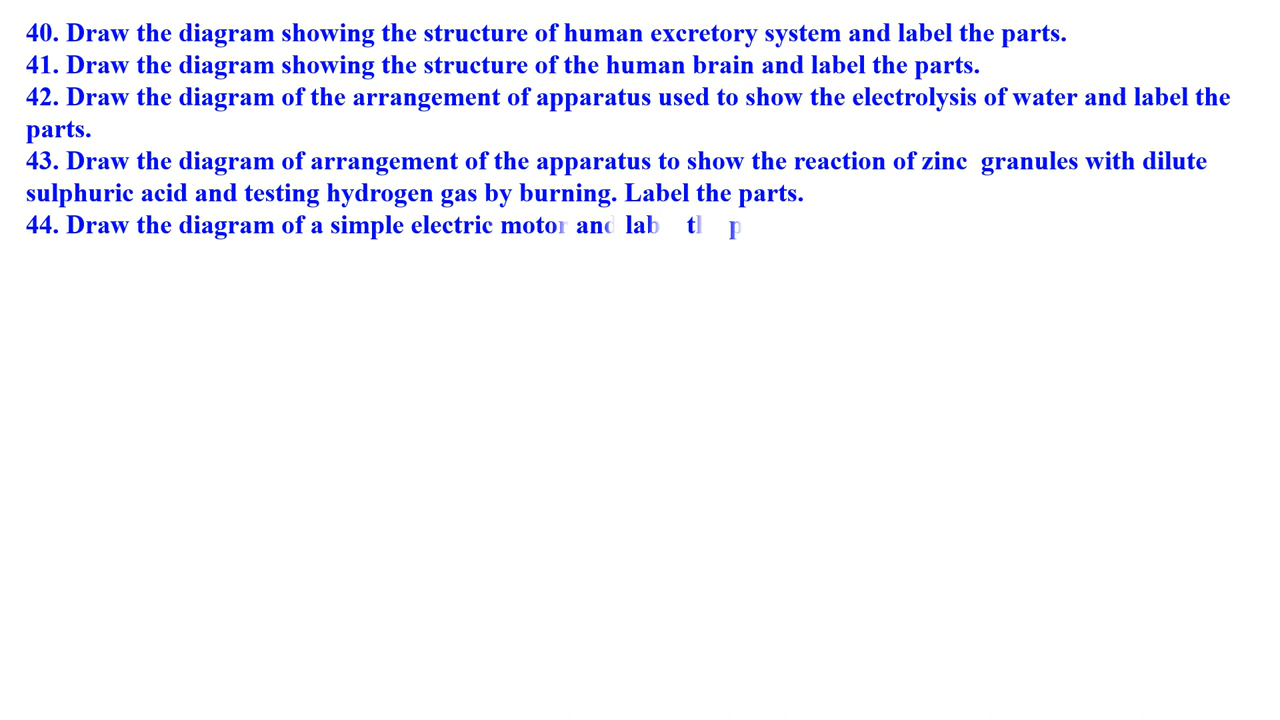 40. Draw the diagram showing the structure of human excretory system and label the parts.
41. Draw the diagram showing the structure of the human brain and label the parts.
42. Draw the diagram of the arrangement of apparatus used to show the electrolysis of water and label the
parts.
43. Draw the diagram of arrangement of the apparatus to show the reaction of zinc granules with dilute
sulphuric acid and testing hydrogen gas by burning. Label the parts.
44. Draw the diagram of a simple electric motor and